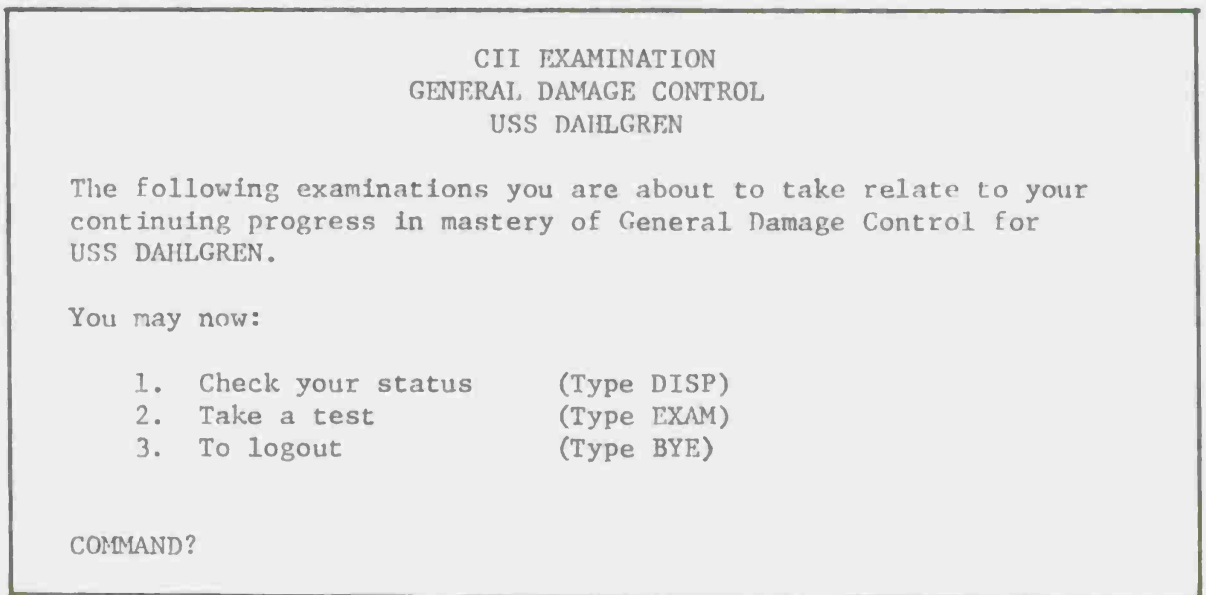 CII EXAMINATION
GENERAL DAMAGE CONTROL
USS DAHLGREN
The following examinations you are about to take relate to your
continuing progress in mastery of General Damage Control for
USS DAHLGREN.
You may now:
1. Check your status (Type DISP)
2. Take a test (Type EXAM)
3. To logout (Type BYE)
COMMAND?